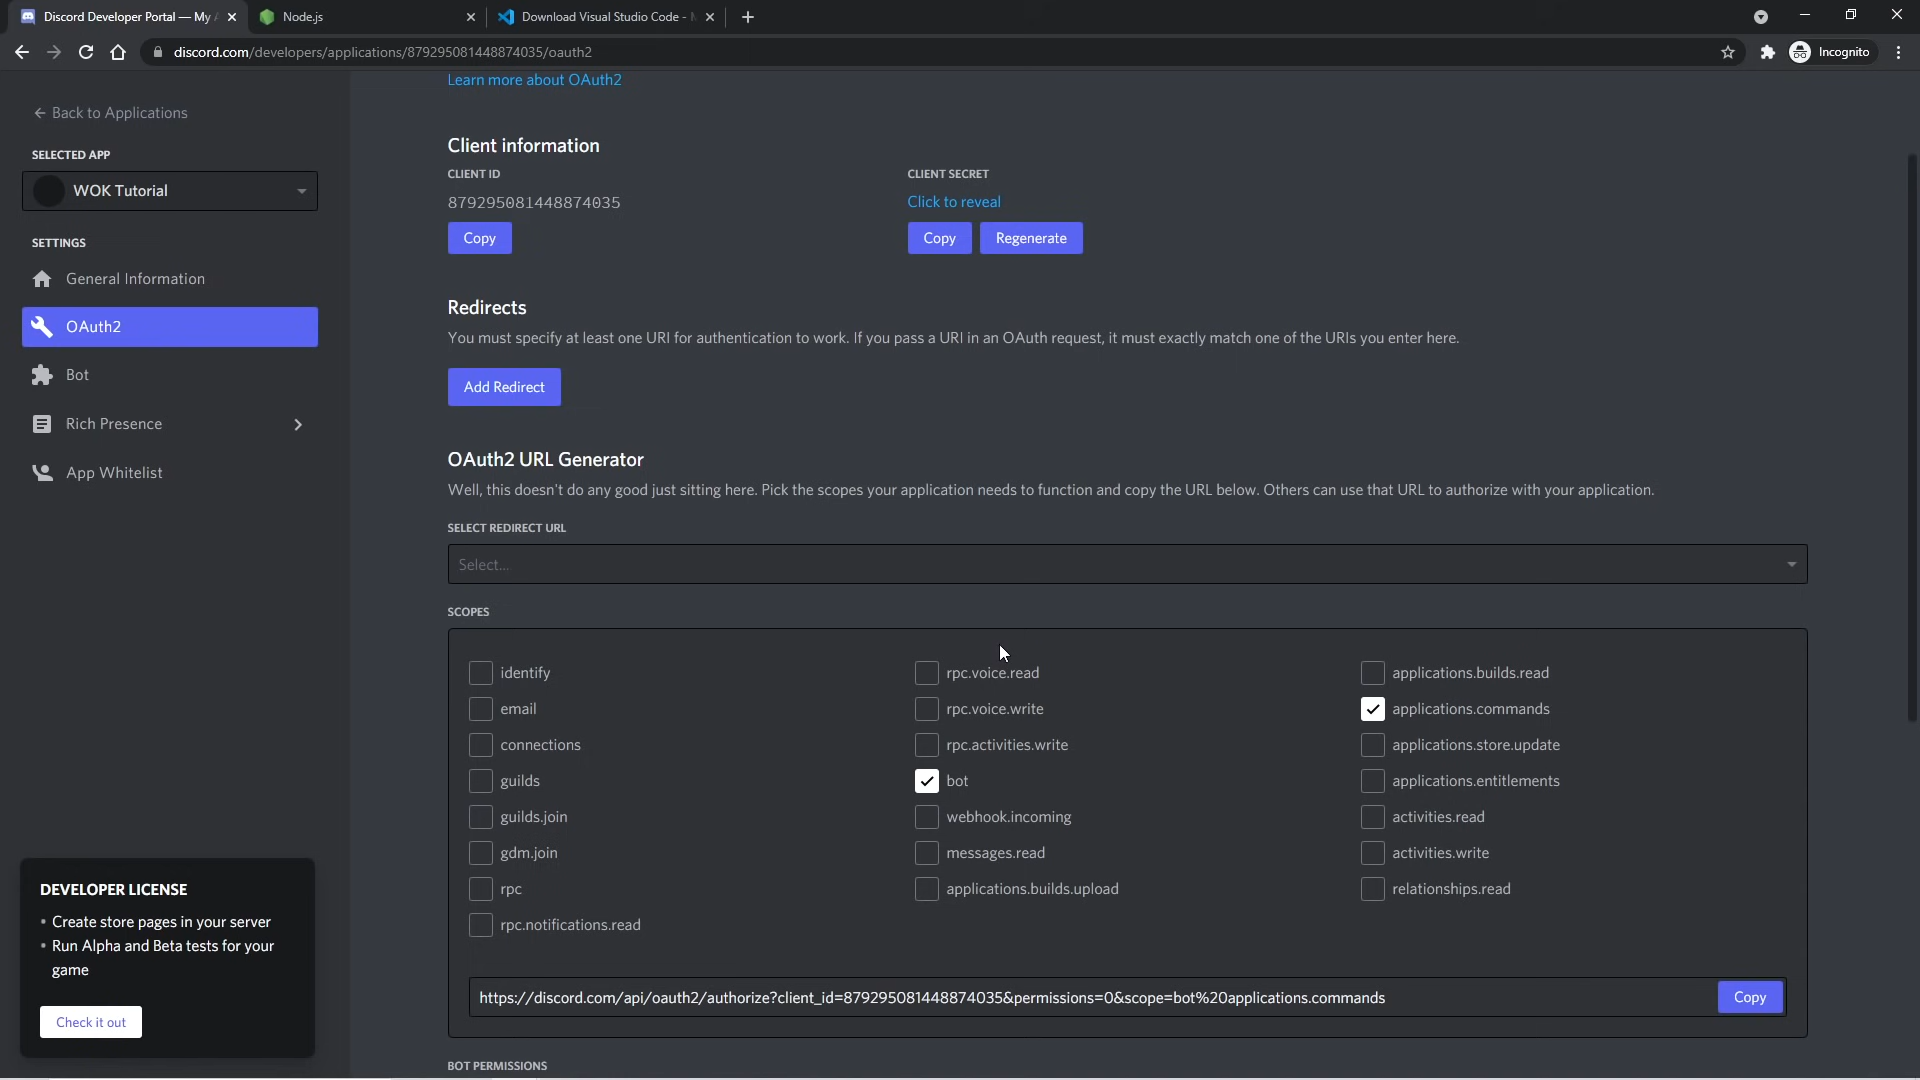 Discord Developer Portal — My
Node.js
Download Visual Studio Code -
discord.com/developers/applications/879295081448874035/oauth2
Incognito
Learn more about OAuth2
Back to Applications
SELECTED APP
WOK Tutorial
SETTINGS
General Information
OAuth2
Bot
Rich Presence
App Whitelist
DEVELOPER LICENSE
• Create store pages in your server
• Run Alpha and Beta tests for your
game
Check it out
Client information
CLIENT ID
879295081448874035
Copy
CLIENT SECRET
Click to reveal
Copy
Regenerate
Redirects
You must specify at least one URI for authentication to work. If you pass a URI in an OAuth request, it must exactly match one of the URIs you enter here.
Add Redirect
OAuth2 URL Generator
Well, this doesn't do any good just sitting here. Pick the scopes your application needs to function and copy the URL below. Others can use that URL to authorize with your application.
SELECT REDIRECT URL
Select...
SCOPES
identify
email
connections
guilds
guilds.join
gdm.join
rpc
rpc.notifications.read
rpc.voice.read
rpc.voice.write
rpc.activities.write
bot
webhook.incoming
messages.read
applications.builds.upload
applications.builds.read
applications.commands
applications.store.update
applications.entitlements
activities.read
activities.write
relationships.read
https://discord.com/api/oauth2/authorize?client_id=879295081448874035&permissions=0&scope=bot%20applications.commands
Copy
BOT PERMISSIONS